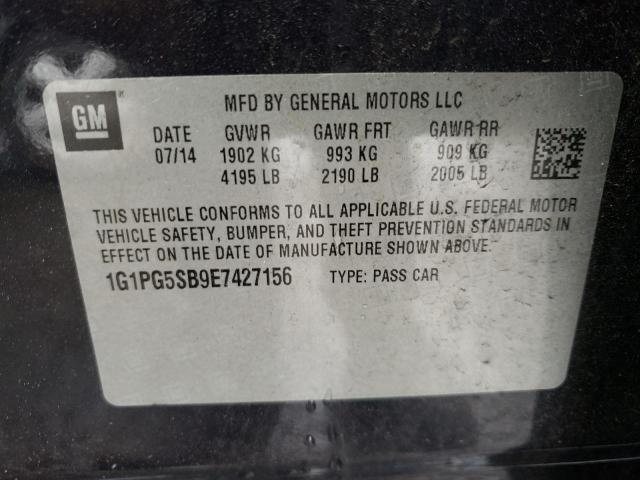 GM
MFD BY GENERAL MOTORS LLC
DATE GVWR GAWR FRT GAWR RR
07/14 1902 KG 993 KG 909 KG
4195 LB 2190 LB 2005 LB
THIS VEHICLE CONFORMS TO ALL APPLICABLE U.S. FEDERAL MOTOR
VEHICLE SAFETY, BUMPER, AND THEFT PREVENTION STANDARDS IN
EFFECT ON THE DATE OF MANUFACTURE SHOWN ABOVE.
1G1PG5SB9E7427156 TYPE: PASS CAR